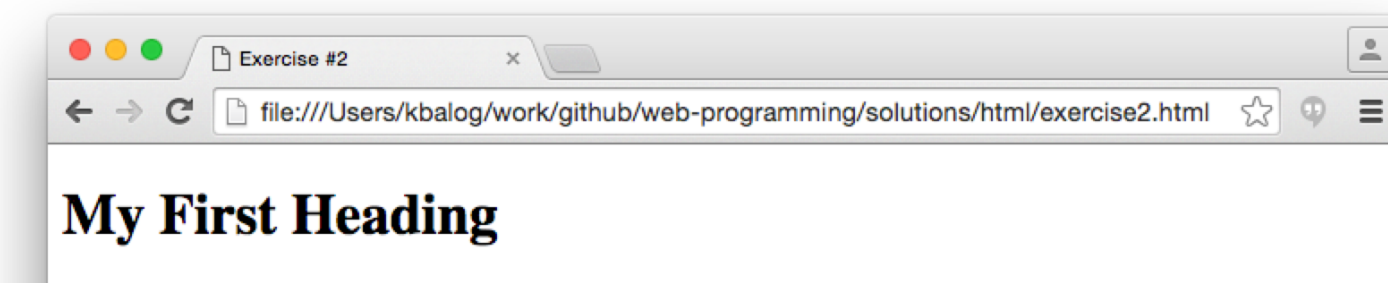 Exercise #2
file:///Users/kbalog/work/github/web-programming/solutions/html/exercise2.html
My First Heading